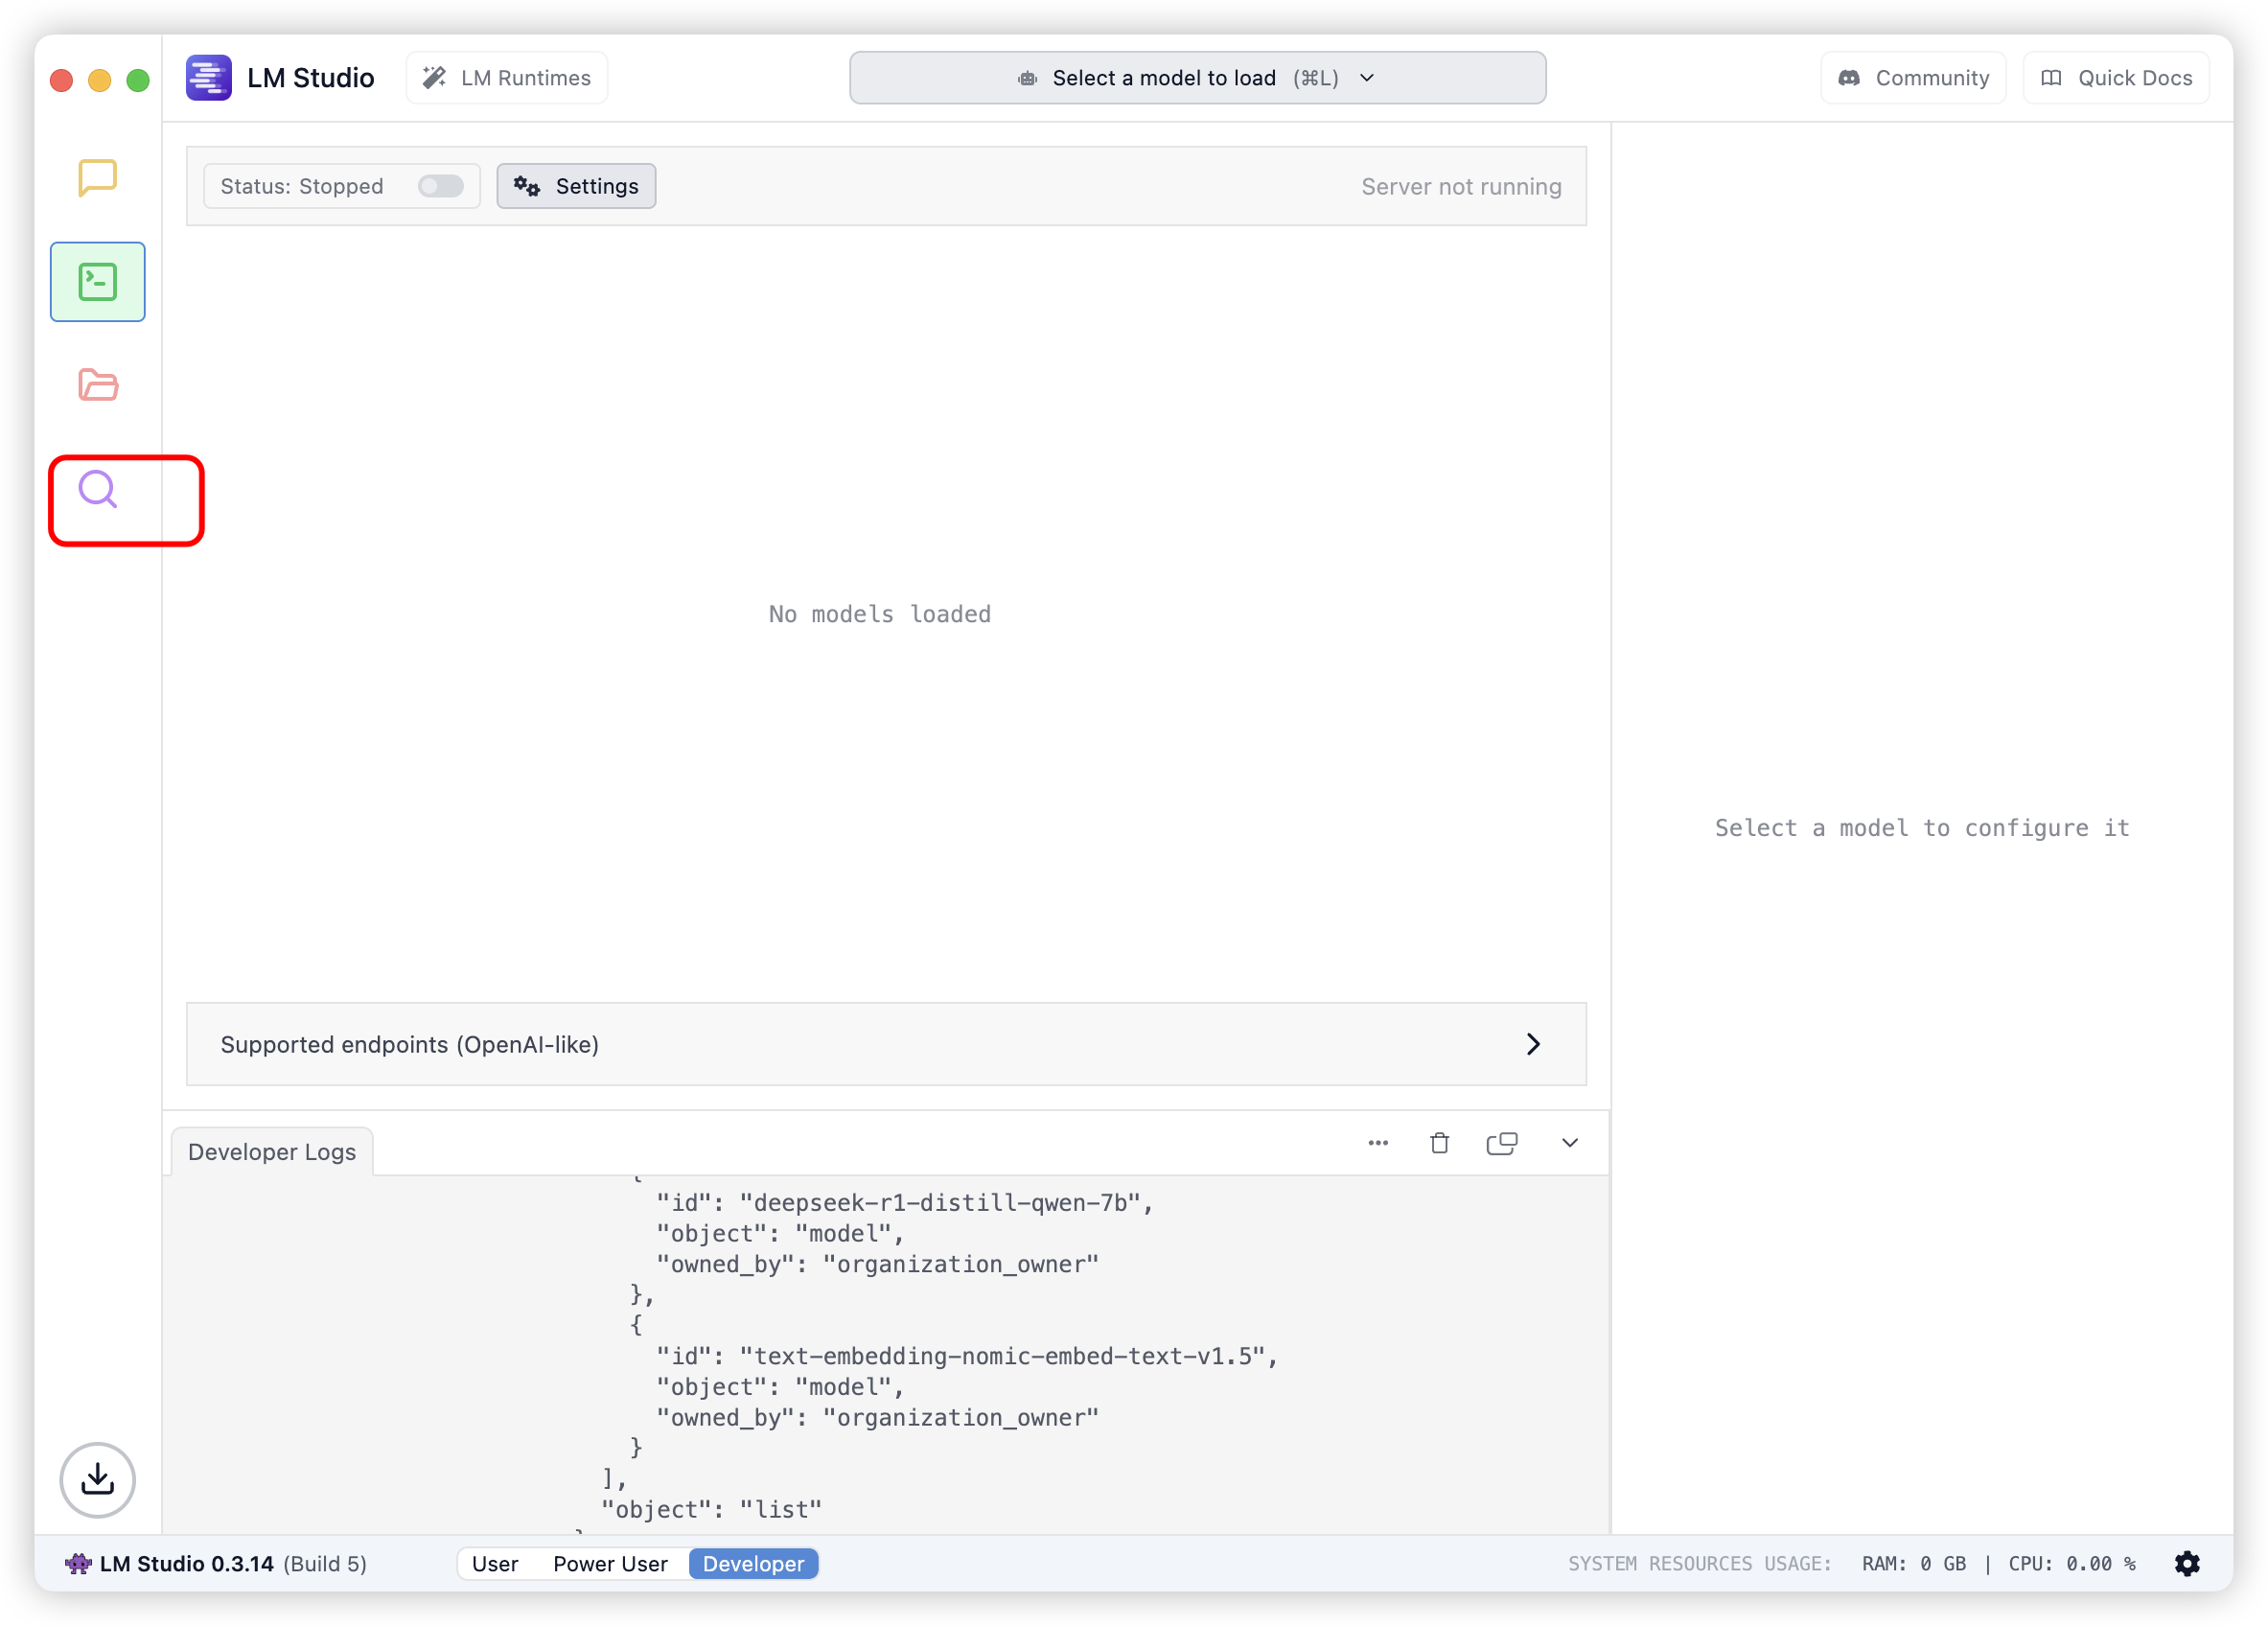 LM Studio
LM Runtimes
Select a model to load (⌘L)
Community
Quick Docs
Status: Stopped
Settings
Server not running
No models loaded
Select a model to configure it
Supported endpoints (OpenAI-like)
Developer Logs
{
"id": "deepseek-r1-distill-qwen-7b",
"object": "model",
"owned_by": "organization_owner"
},
{
"id": "text-embedding-nomic-embed-text-v1.5",
"object": "model",
"owned_by": "organization_owner"
}
],
"object": "list"
}
LM Studio 0.3.14 (Build 5)
User
Power User
Developer
SYSTEM RESOURCES USAGE: RAM: 0 GB | CPU: 0.00 %